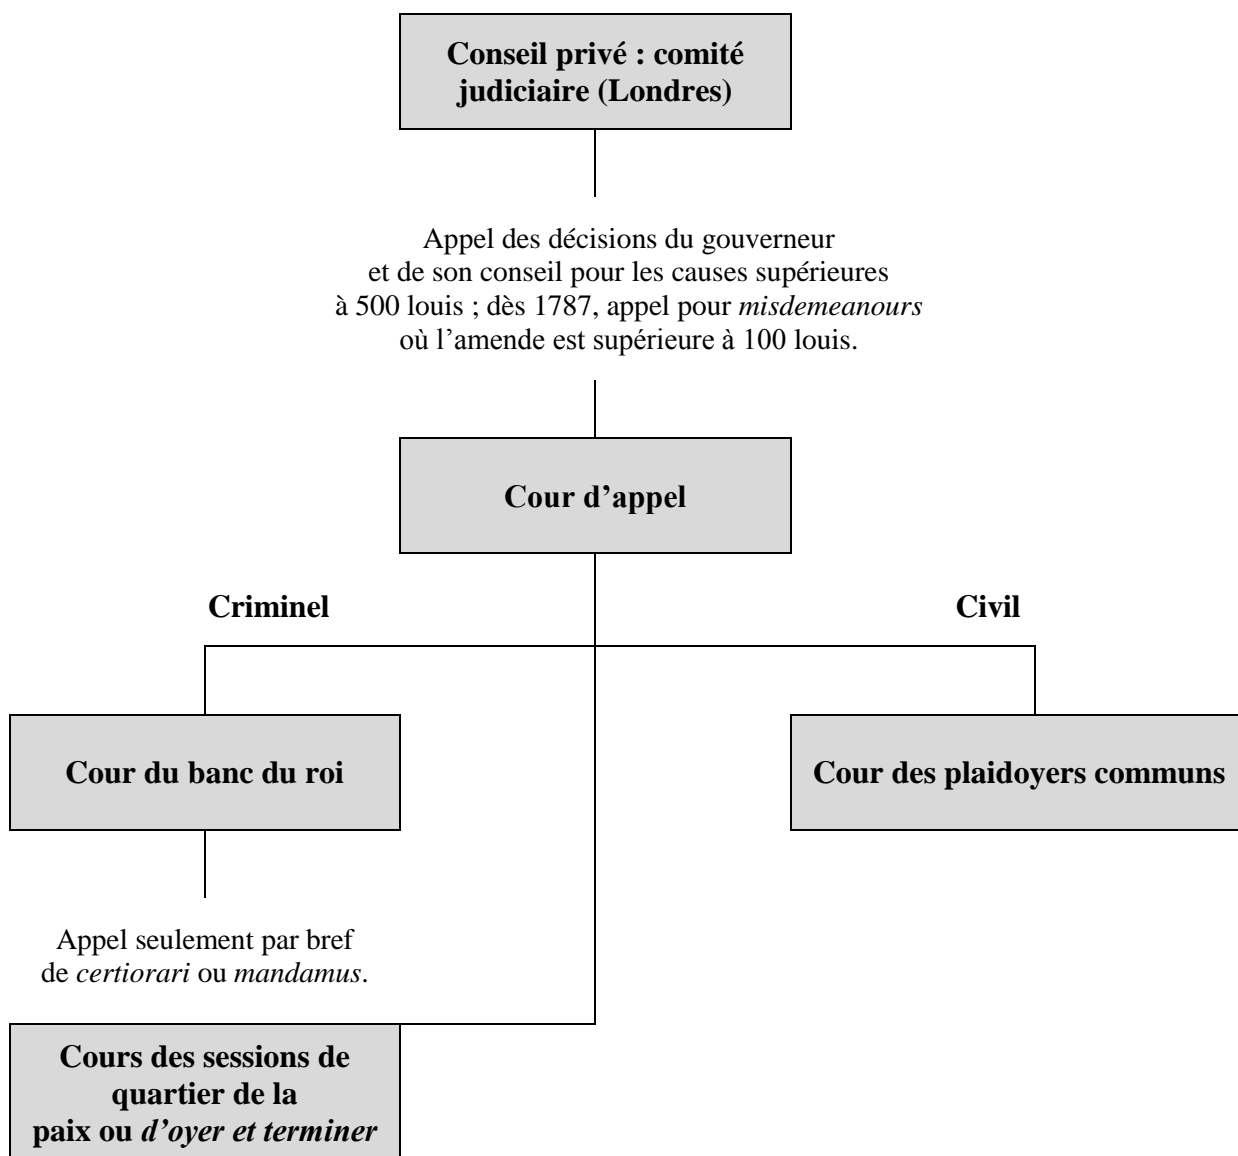 Conseil privé : comité
judiciaire (Londres)
Appel des décisions du gouverneur
et de son conseil pour les causes supérieures
à 500 louis ; dès 1787, appel pour misdemeanours
où l’amende est supérieure à 100 louis.
Cour d’appel
Criminel
Civil
Cour du banc du roi
Cour des plaidoyers communs
Appel seulement par bref
de certiorari ou mandamus.
Cours des sessions de
quartier de la
paix ou d'oyer et terminer